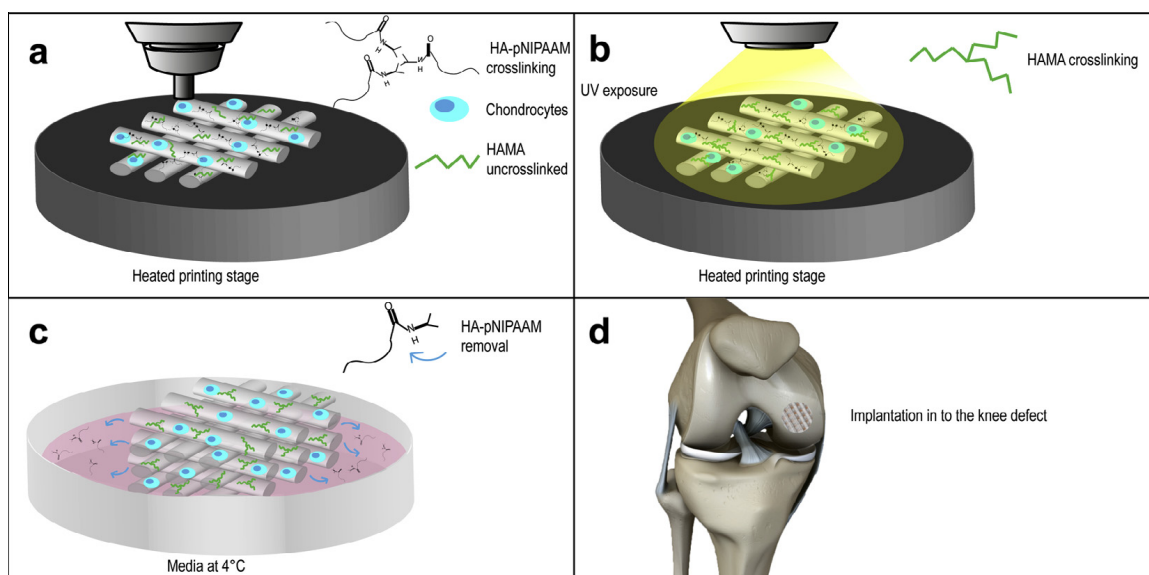 a
HA-pNIPAAM
crosslinking
Chondrocytes
HAMA
uncrosslinked
O
N
H
O
N
H
O
N
H
Heated printing stage
b
UV exposure
HAMA crosslinking
Heated printing stage
c
O
N
H
HA-pNIPAAM
removal
Media at 4°C
d
Implantation in to the knee defect